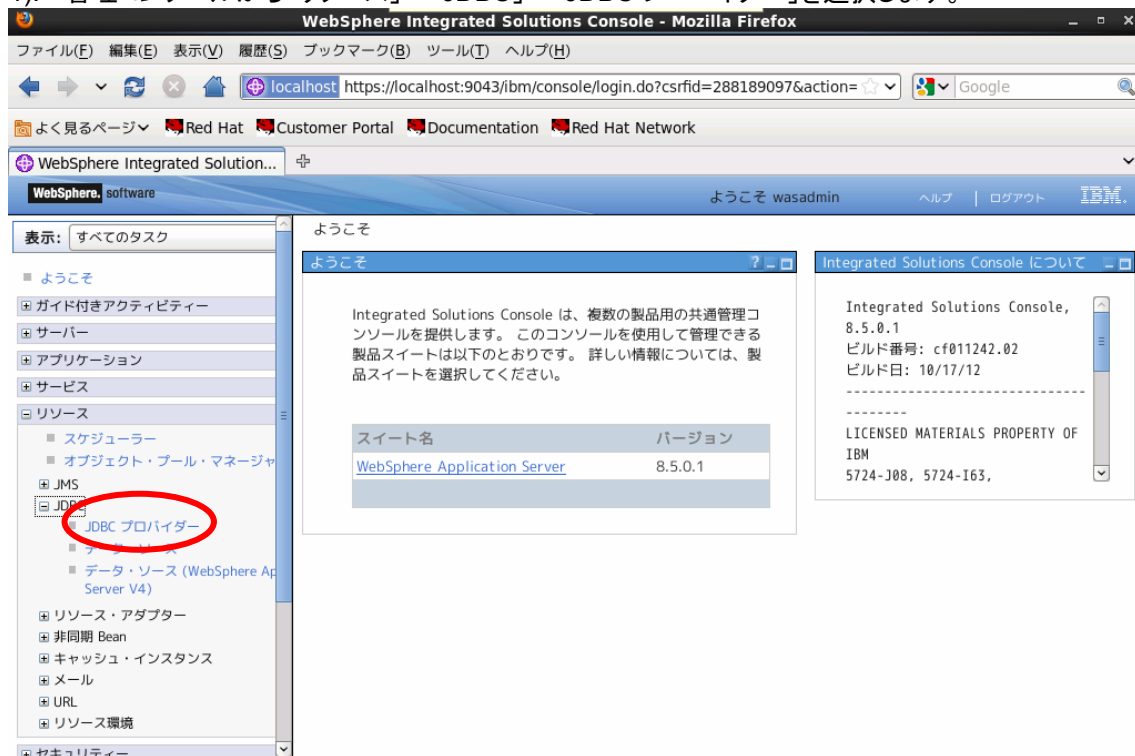 WebSphere Integrated Solutions Console - Mozilla Firefox
ファイル(F) 編集(E) 表示(V) 履歴(S) ブックマーク(B) ツール(T) ヘルプ(H)
localhost https://localhost:9043/ibm/console/login.do?csrfid=288189097&action= Google
よく見るページ Red Hat Customer Portal Documentation Red Hat Network
WebSphere Integrated Solution...
WebSphere. software ようこそ wasadmin ヘルプ | ログアウト IBM.
表示: すべてのタスク
ようこそ
ガイド付きアクティビティー
サーバー
アプリケーション
サービス
リソース
スケジューラー
オブジェクト・プール・マネージャ
JMS
JDBC
JDBC プロバイダー
データ・ソース
データ・ソース (WebSphere Ap
Server V4)
リソース・アダプター
非同期 Bean
キャッシュ・インスタンス
メール
URL
リソース環境
セキュリティー
ようこそ
ようこそ ?
Integrated Solutions Console は、複数の製品用の共通管理コ
ンソールを提供します。 このコンソールを使用して管理できる
製品スイートは以下のとおりです。 詳しい情報については、製
品スイートを選択してください。
スイート名 バージョン
WebSphere Application Server 8.5.0.1
Integrated Solutions Console について
Integrated Solutions Console,
8.5.0.1
ビルド番号: cf011242.02
ビルド日: 10/17/12
--------------------------------
--------
LICENSED MATERIALS PROPERTY OF
IBM
5724-J08, 5724-I63,